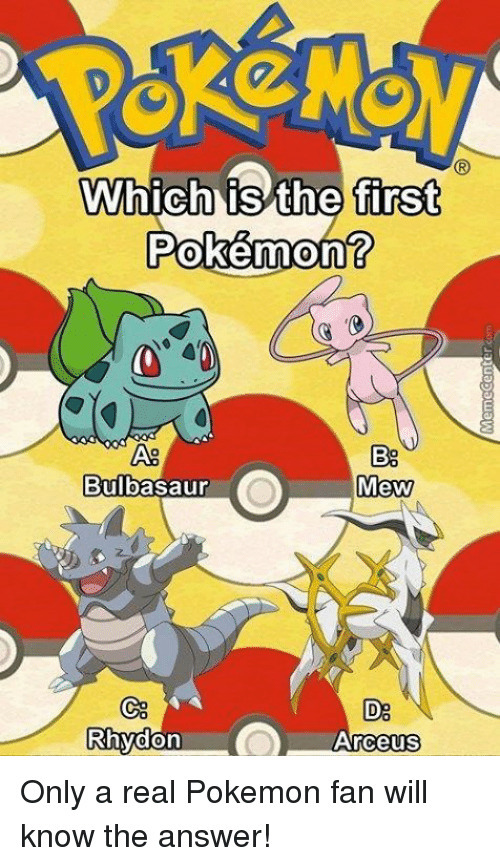 POKéMON
®
Which is the first
Pokémon?
A:
Bulbasaur
B:
Mew
C:
Rhydon
D:
Arceus
Memecenter.com
Only a real Pokemon fan will
know the answer!